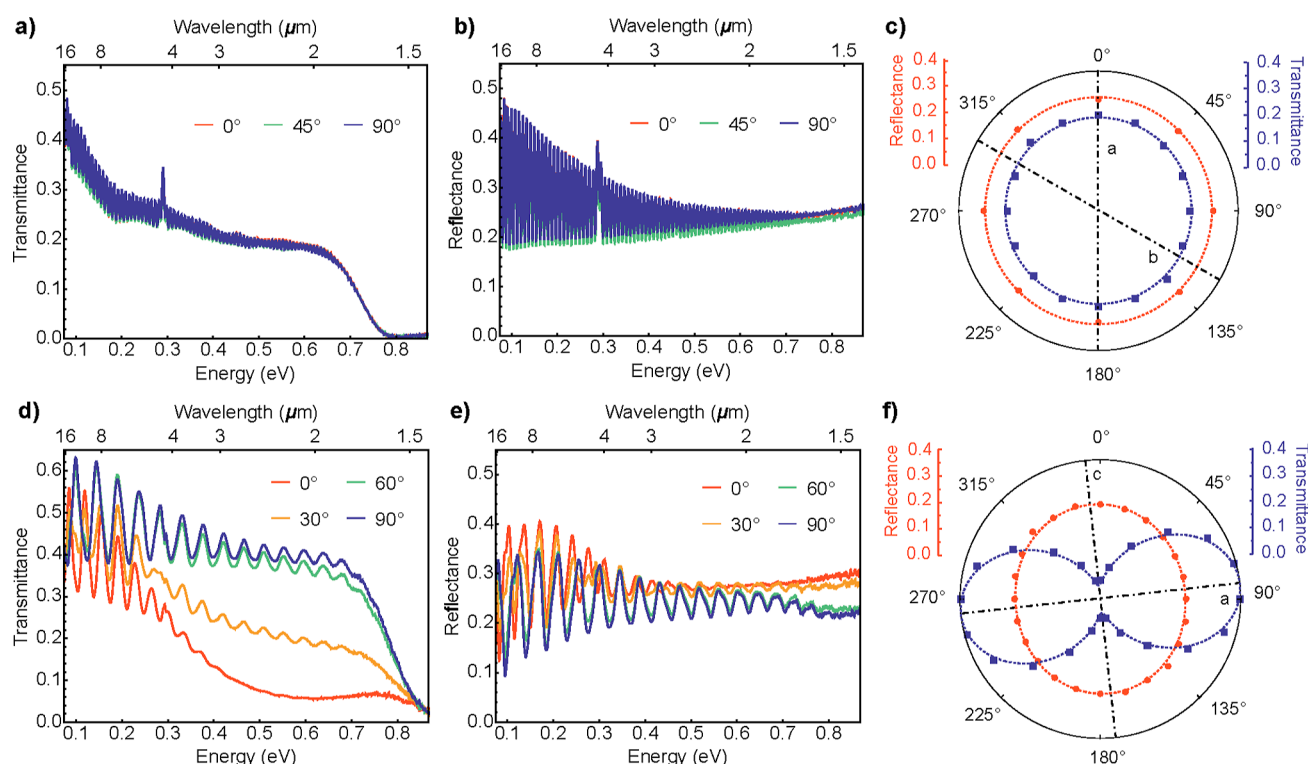 a)
Wavelength (μm)
16 8 4 3 2 1.5
Transmittance
0.5
0.4
0.3
0.2
0.1
0.0
0° 45° 90°
0.1 0.2 0.3 0.4 0.5 0.6 0.7 0.8
Energy (eV)
b)
Wavelength (μm)
16 8 4 3 2 1.5
Reflectance
0.5
0.4
0.3
0.2
0.1
0.0
0° 45° 90°
0.1 0.2 0.3 0.4 0.5 0.6 0.7 0.8
Energy (eV)
c)
Reflectance
0.4
0.3
0.2
0.1
0.0
Transmittance
0.4
0.3
0.2
0.1
0.0
0°
45°
90°
135°
180°
225°
270°
315°
a
b
d)
Wavelength (μm)
16 8 4 3 2 1.5
Transmittance
0.6
0.5
0.4
0.3
0.2
0.1
0.0
0° 60°
30° 90°
0.1 0.2 0.3 0.4 0.5 0.6 0.7 0.8
Energy (eV)
e)
Wavelength (μm)
16 8 4 3 2 1.5
Reflectance
0.5
0.4
0.3
0.2
0.1
0.0
0° 60°
30° 90°
0.1 0.2 0.3 0.4 0.5 0.6 0.7 0.8
Energy (eV)
f)
Reflectance
0.4
0.3
0.2
0.1
0.0
Transmittance
0.4
0.3
0.2
0.1
0.0
0°
45°
90°
135°
180°
225°
270°
315°
c
a